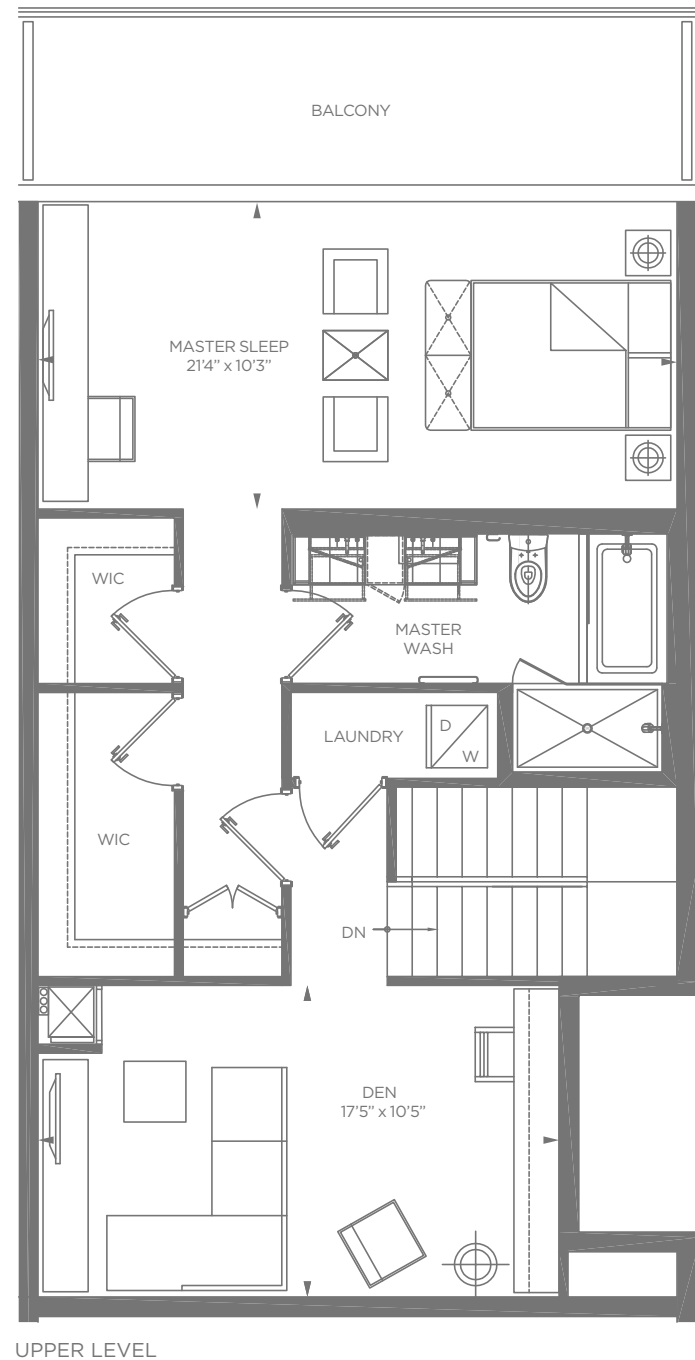 BALCONY
MASTER SLEEP
21'4" x 10'3"
WIC
MASTER
WASH
LAUNDRY
D
W
WIC
DN
DEN
17'5" x 10'5"
UPPER LEVEL